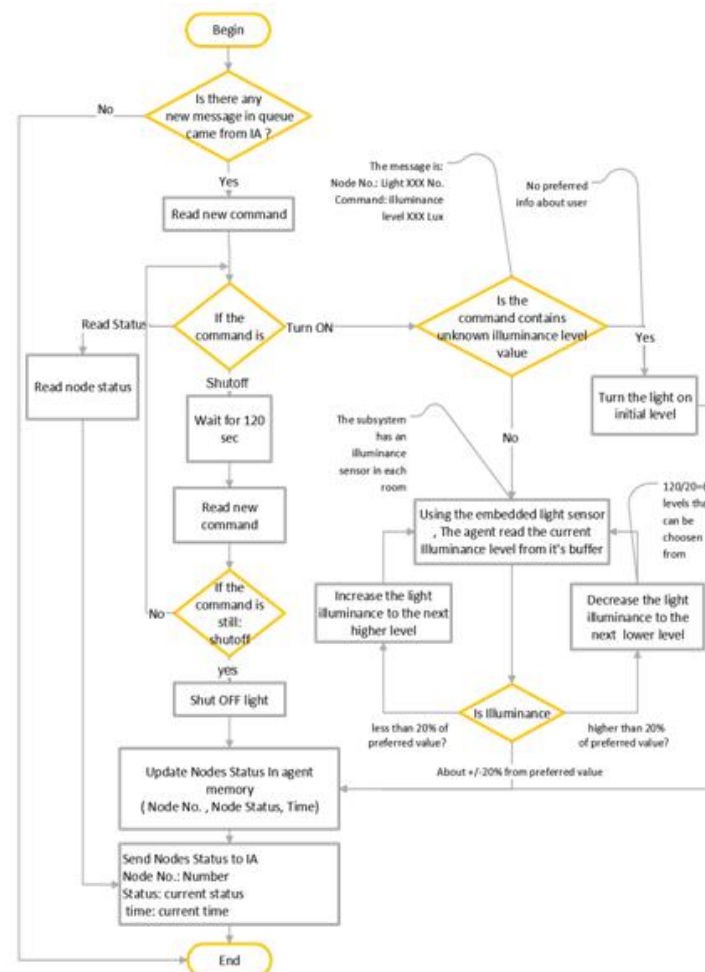 Begin
No
Is there any
new message in queue
came from IA ?
Yes
Read new command
The message is:
Node No.: Light XXX No.
Command: illuminance
level XXX Lux
No preferred
info about user
If the
command is
Read Status
Turn ON
Is the
command contains
unknown illuminance level
value
Yes
Read node status
Shutoff
Wait for 120
sec
Turn the light on
initial level
No
The subsystem
has an
illuminance
sensor in each
room
Read new
command
Using the embedded light sensor
, The agent read the current
Illuminance level from it's buffer
levels
can be
choosen
from
If the
command is
still:
shutoff
No
Increase the light
illuminance to the next
higher level
Decrease the light
illuminance to the
next lower level
yes
Shut OFF light
Is Illuminance
less than 20% of
preferred value?
higher than 20%
of preferred value?
About +/-20% from preferred value
Update Nodes Status In agent
memory
( Node No. , Node Status, Time)
Send Nodes Status to IA
Node No.: Number
Status: current status
time: current time
End